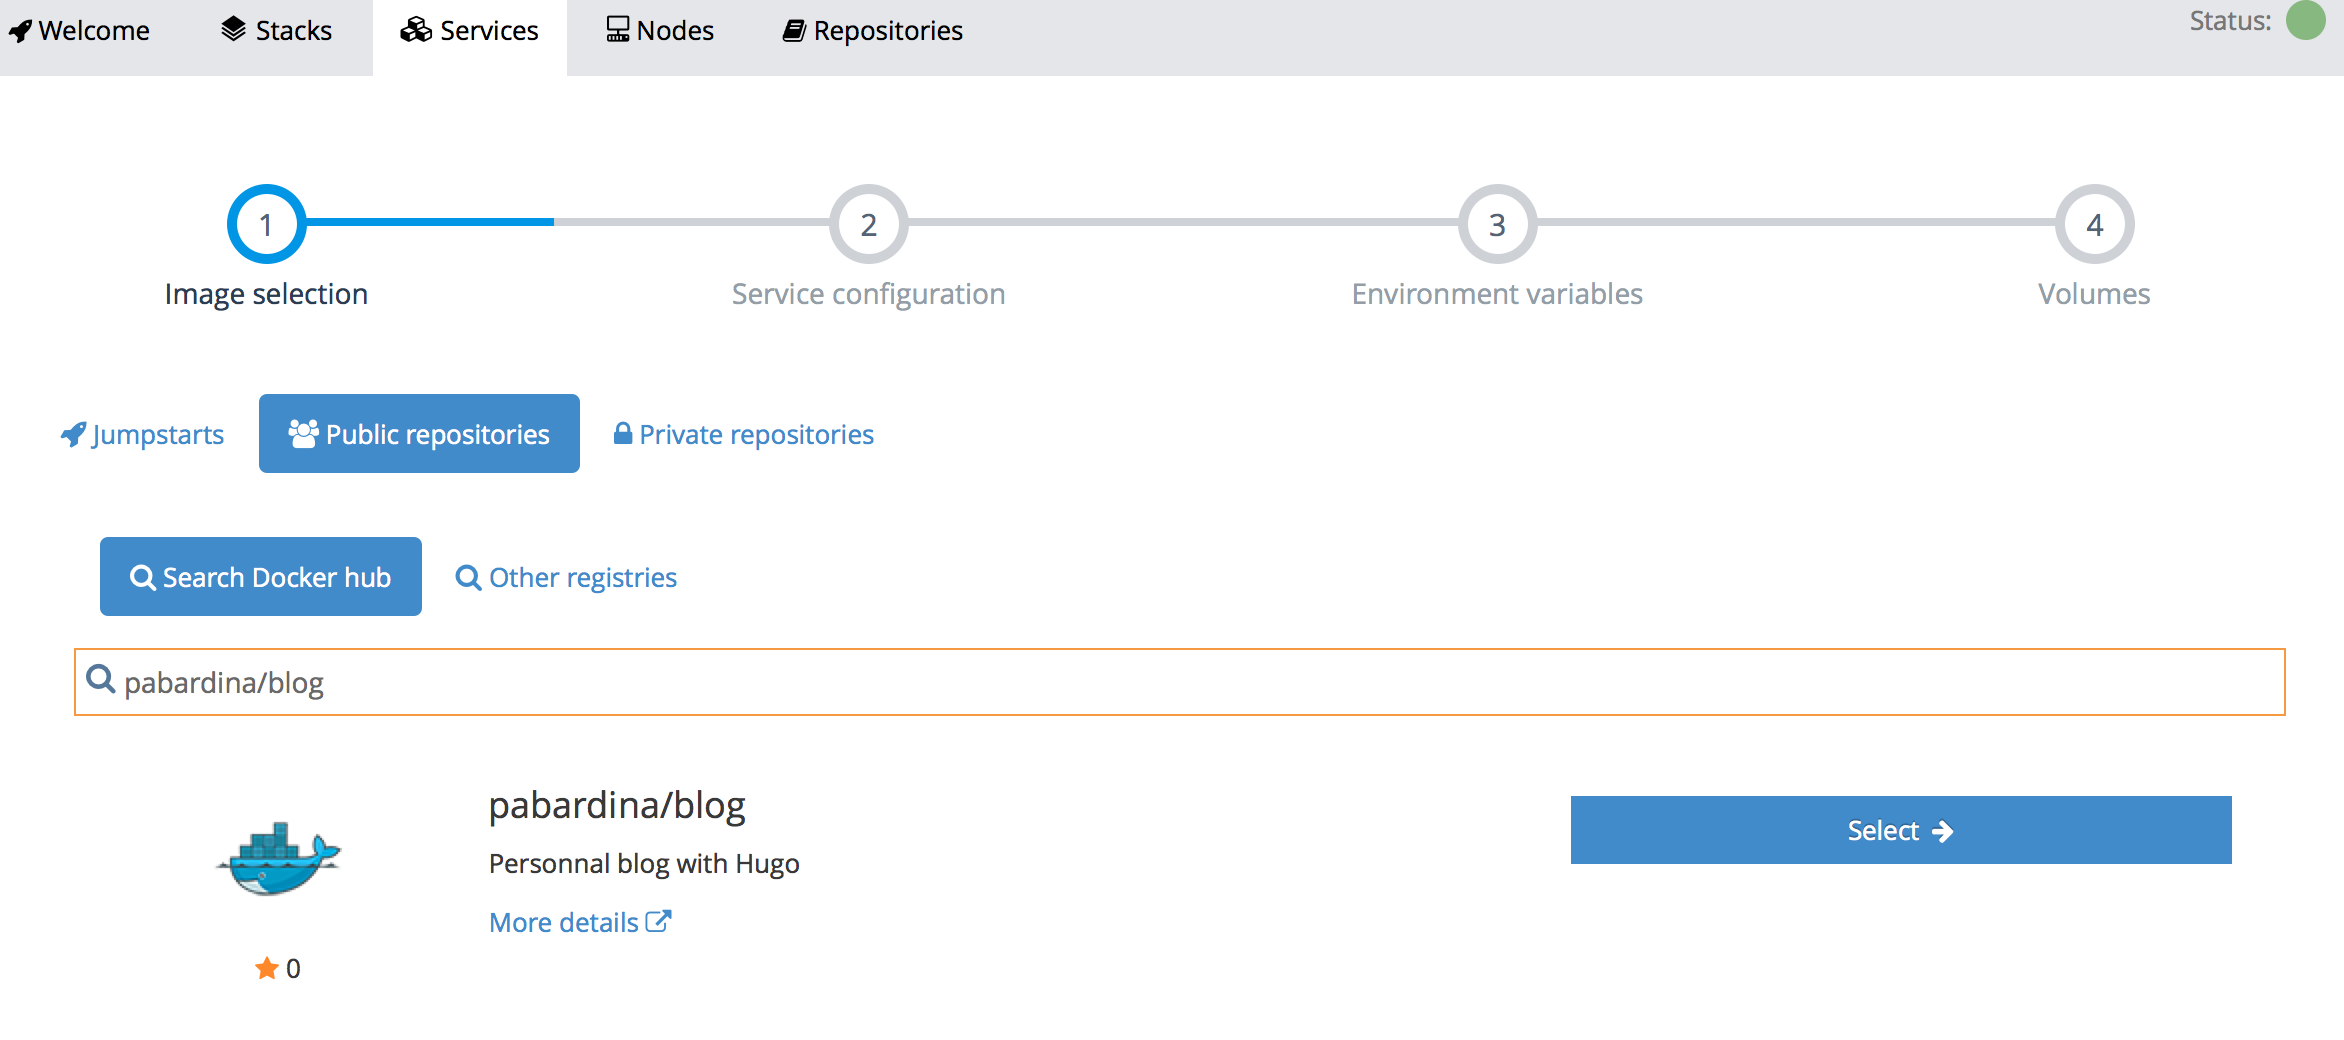 Welcome Stacks Services Nodes Repositories Status:
1 2 3 4
Image selection Service configuration Environment variables Volumes
Jumpstarts Public repositories Private repositories
Search Docker hub Other registries
pabardina/blog
pabardina/blog
Select
Personnal blog with Hugo
More details
0